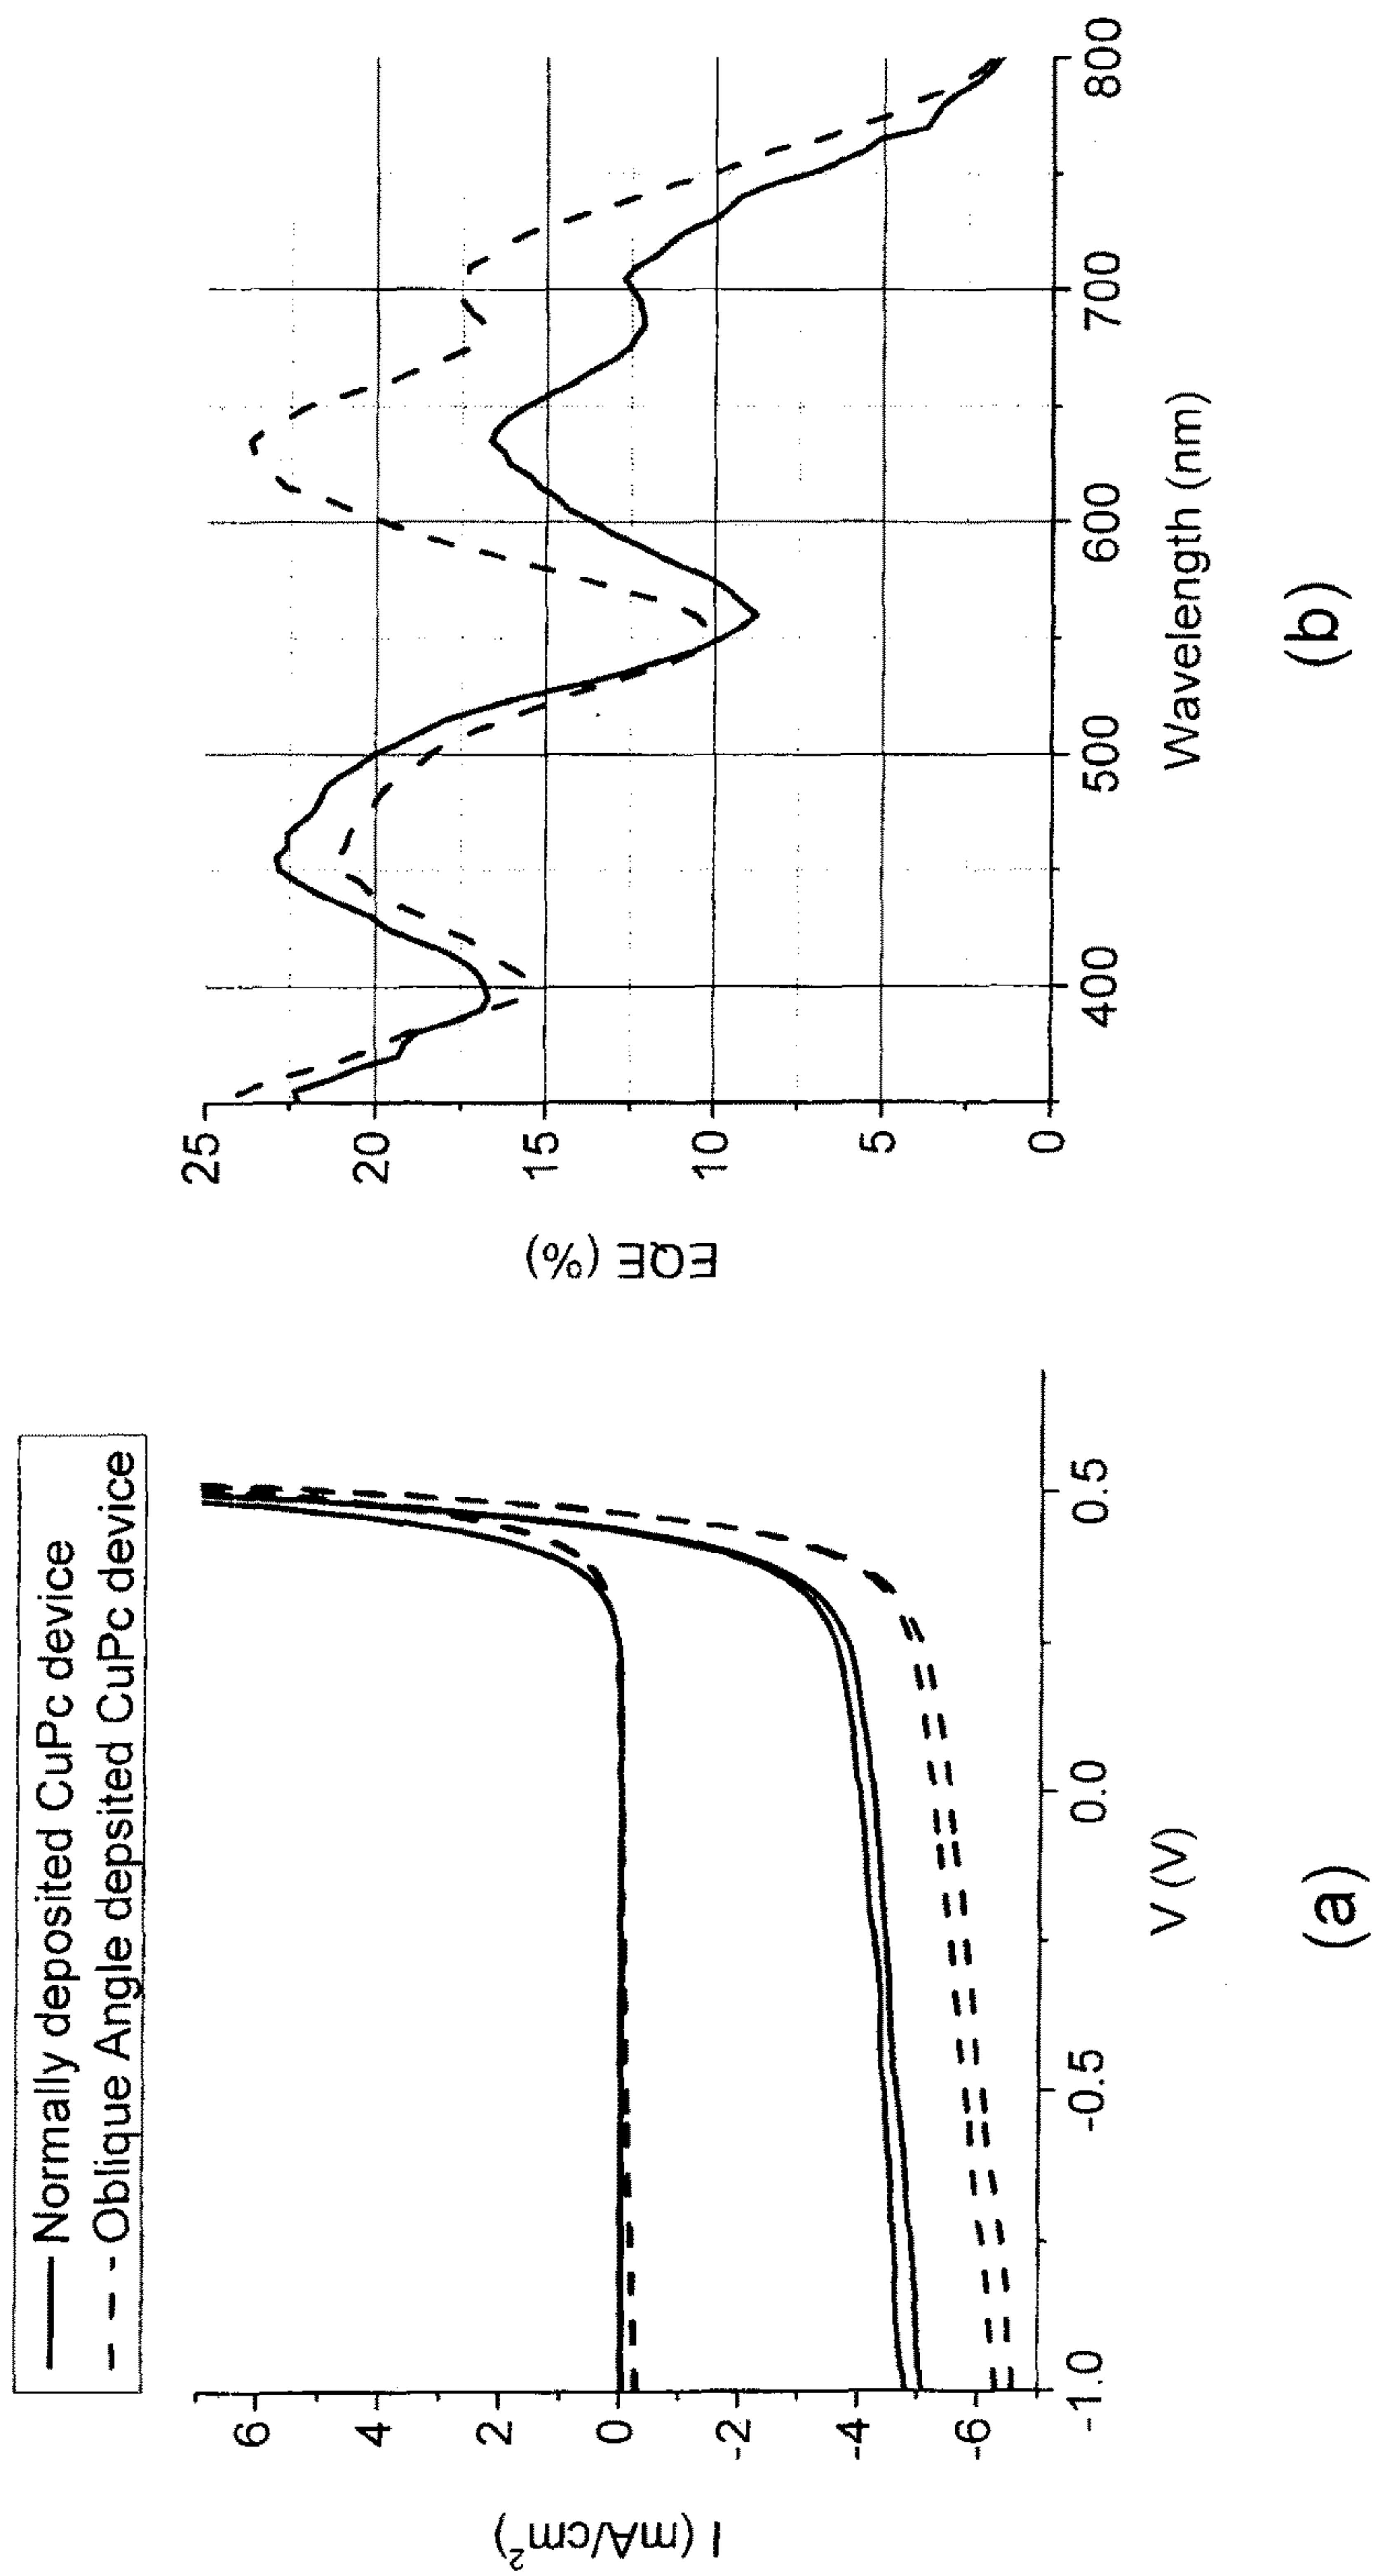 Normally deposited CuPc device
Oblique Angle deposited CuPc device
I (mA/cm²)
6
4
2
0
-2
-4
-6
-1.0
-0.5
0.0
0.5
V (V)
(a)
EQE (%)
25
20
15
10
5
0
400
500
600
700
800
Wavelength (nm)
(b)